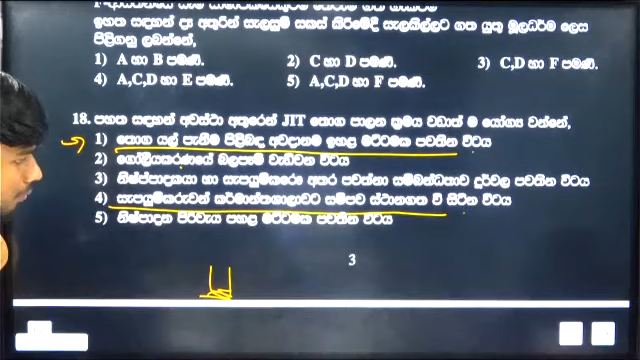 ඉහත සඳහන් දෑ අතුරින් සැලසුම් සකස් කිරීමේදී සැලකිල්ලට ගත යුතු මූලධර්ම ලෙස
පිළිගනු ලබන්නේ,
1) A හා B පමණි. 2) C හා D පමණි. 3) C,D හා F පමණි.
4) A,C,D හා E පමණි. 5) A,C,D හා F පමණි.
18. පහත සඳහන් අවස්ථා අතුරෙන් JIT තොග පාලන ක්‍රමය වඩාත් ම යෝග්‍ය වන්නේ,
1) තොග යල් පැනීම පිළිබඳ අවදානම ඉහළ මට්ටමක පවතින විටය
2) ගෝලීයකරණයේ බලපෑම වැඩිවන විටය
3) නිෂ්පාදකයා හා සැපයුම්කරු අතර පවත්නා සම්බන්ධතාව දුර්වල පවතින විටය
4) සැපයුම්කරුවන් කර්මාන්තශාලාවට සමීපව ස්ථානගත වී සිටින විටය
5) නිෂ්පාදන පිරිවැය පහළ මට්ටමක පවතින විටය
3